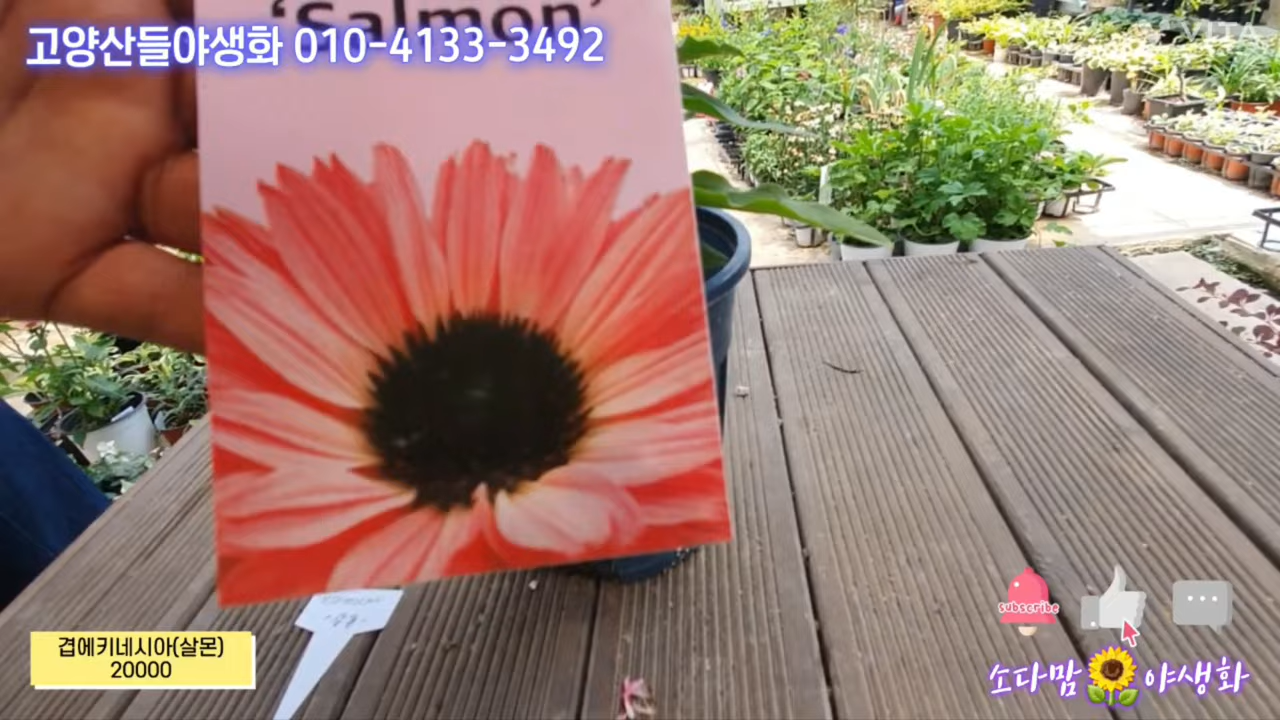 ‘Salmon’
고양산들야생화 010-4133-3492
VITA
subscribe
겹에키네시아(살몬)
20000
소다맘 야생화